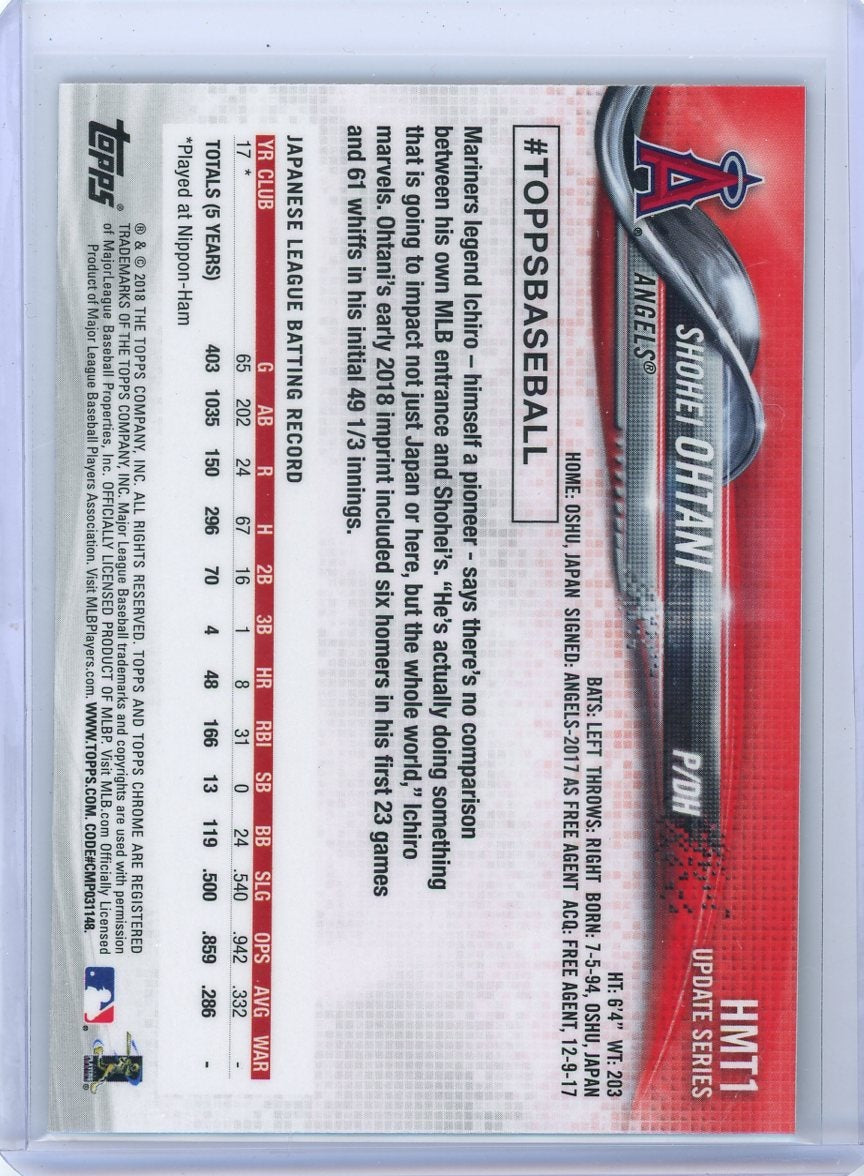 HMT1
UPDATE SERIES
SHOHEI OHTANI P/DH
ANGELS®
HT: 6'4" WT: 203
BATS: LEFT THROWS: RIGHT BORN: 7-5-94, OSHU, JAPAN
HOME: OSHU, JAPAN SIGNED: ANGELS-2017 AS FREE AGENT ACQ: FREE AGENT, 12-9-17
#TOPPSBASEBALL
Mariners legend Ichiro – himself a pioneer - says there's no comparison
between his own MLB entrance and Shohei's. "He's actually doing something
that is going to impact not just Japan or here, but the whole world," Ichiro
marvels. Ohtani's early 2018 imprint included six homers in his first 23 games
and 61 whiffs in his initial 49 1/3 innings.
JAPANESE LEAGUE BATTING RECORD
YR CLUB G AB R H 2B 3B HR RBI SB BB SLG OPS AVG WAR
17 * 65 202 24 67 16 1 8 31 0 24 .540 .942 .332 -
TOTALS (5 YEARS) 403 1035 150 296 70 4 48 166 13 119 .500 .859 .286 -
*Played at Nippon-Ham
topps®
® & © 2018 THE TOPPS COMPANY, INC. ALL RIGHTS RESERVED. TOPPS AND TOPPS CHROME ARE REGISTERED
TRADEMARKS OF THE TOPPS COMPANY, INC. Major League Baseball trademarks and copyrights are used with permission
of Major League Baseball Properties, Inc. OFFICIALLY LICENSED PRODUCT OF MLBP. Visit MLB.com Officially Licensed
Product of Major League Baseball Players Association. Visit MLBPlayers.com. WWW.TOPPS.COM. CODE#CMP031148.